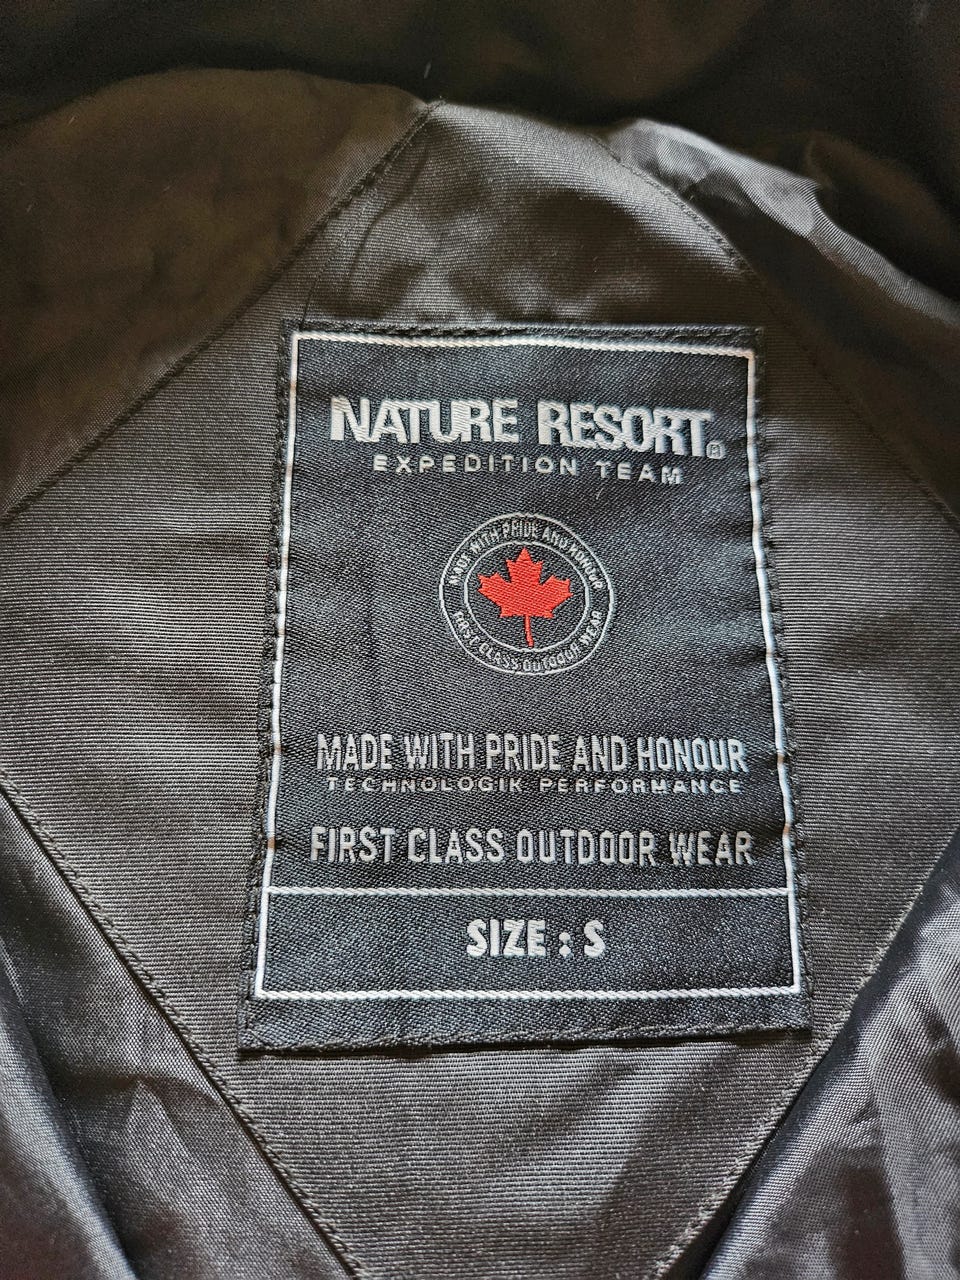 NATURE RESORT®
EXPEDITION TEAM
MADE WITH PRIDE AND HONOUR
FIRST CLASS OUTDOOR WEAR
MADE WITH PRIDE AND HONOUR
TECHNOLOGIK PERFORMANCE
FIRST CLASS OUTDOOR WEAR
SIZE : S